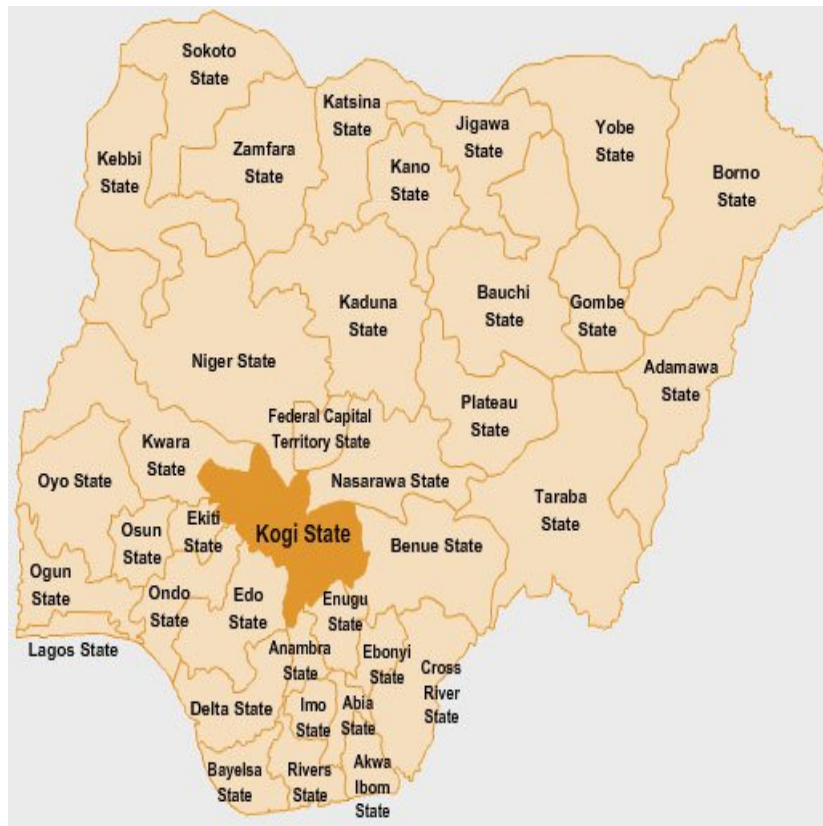 Sokoto
State
Katsina
State
Jigawa
State
Yobe
State
Kebbi
State
Zamfara
State
Kano
State
Borno
State
Kaduna
State
Bauchi
State
Gombe
State
Niger State
Adamawa
State
Federal Capital
Territory State
Plateau
State
Kwara
State
Oyo State
Nasarawa State
Taraba
State
Osun
State
Ekiti
State
Kogi State
Benue State
Ogun
State
Ondo
State
Edo
State
Enugu
State
Lagos State
Anambra
State
Ebonyi
State
Cross
River
State
Delta State
Imo
State
Abia
State
Bayelsa
State
Rivers
State
Akwa
Ibom
State